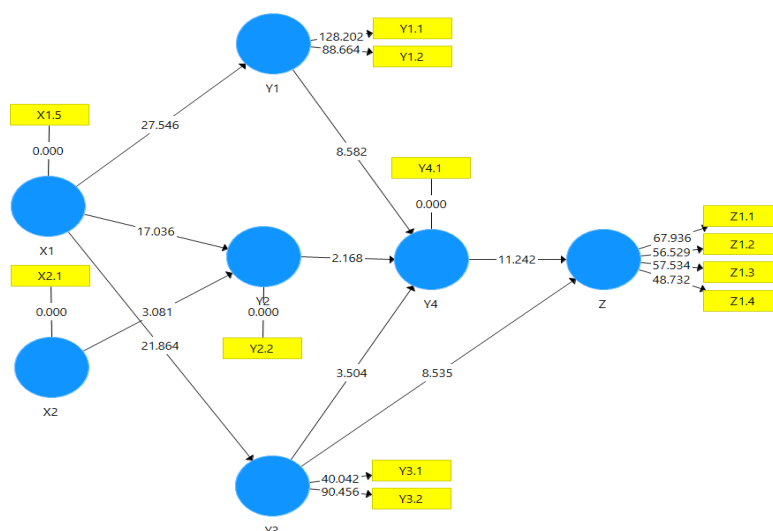 Y1.1
128.202
88.664
Y1.2
Y1
X1.5
27.546
0.000
8.582
Y4.1
0.000
X1
17.036
Z1.1
67.936
Z1.2
56.529
57.534
Z1.3
48.732
Z1.4
2.168
11.242
X2.1
Y2
Y4
Z
0.000
3.081
0.000
21.864
Y2.2
3.504
8.535
X2
Y3.1
40.042
90.456
Y3.2
Y3